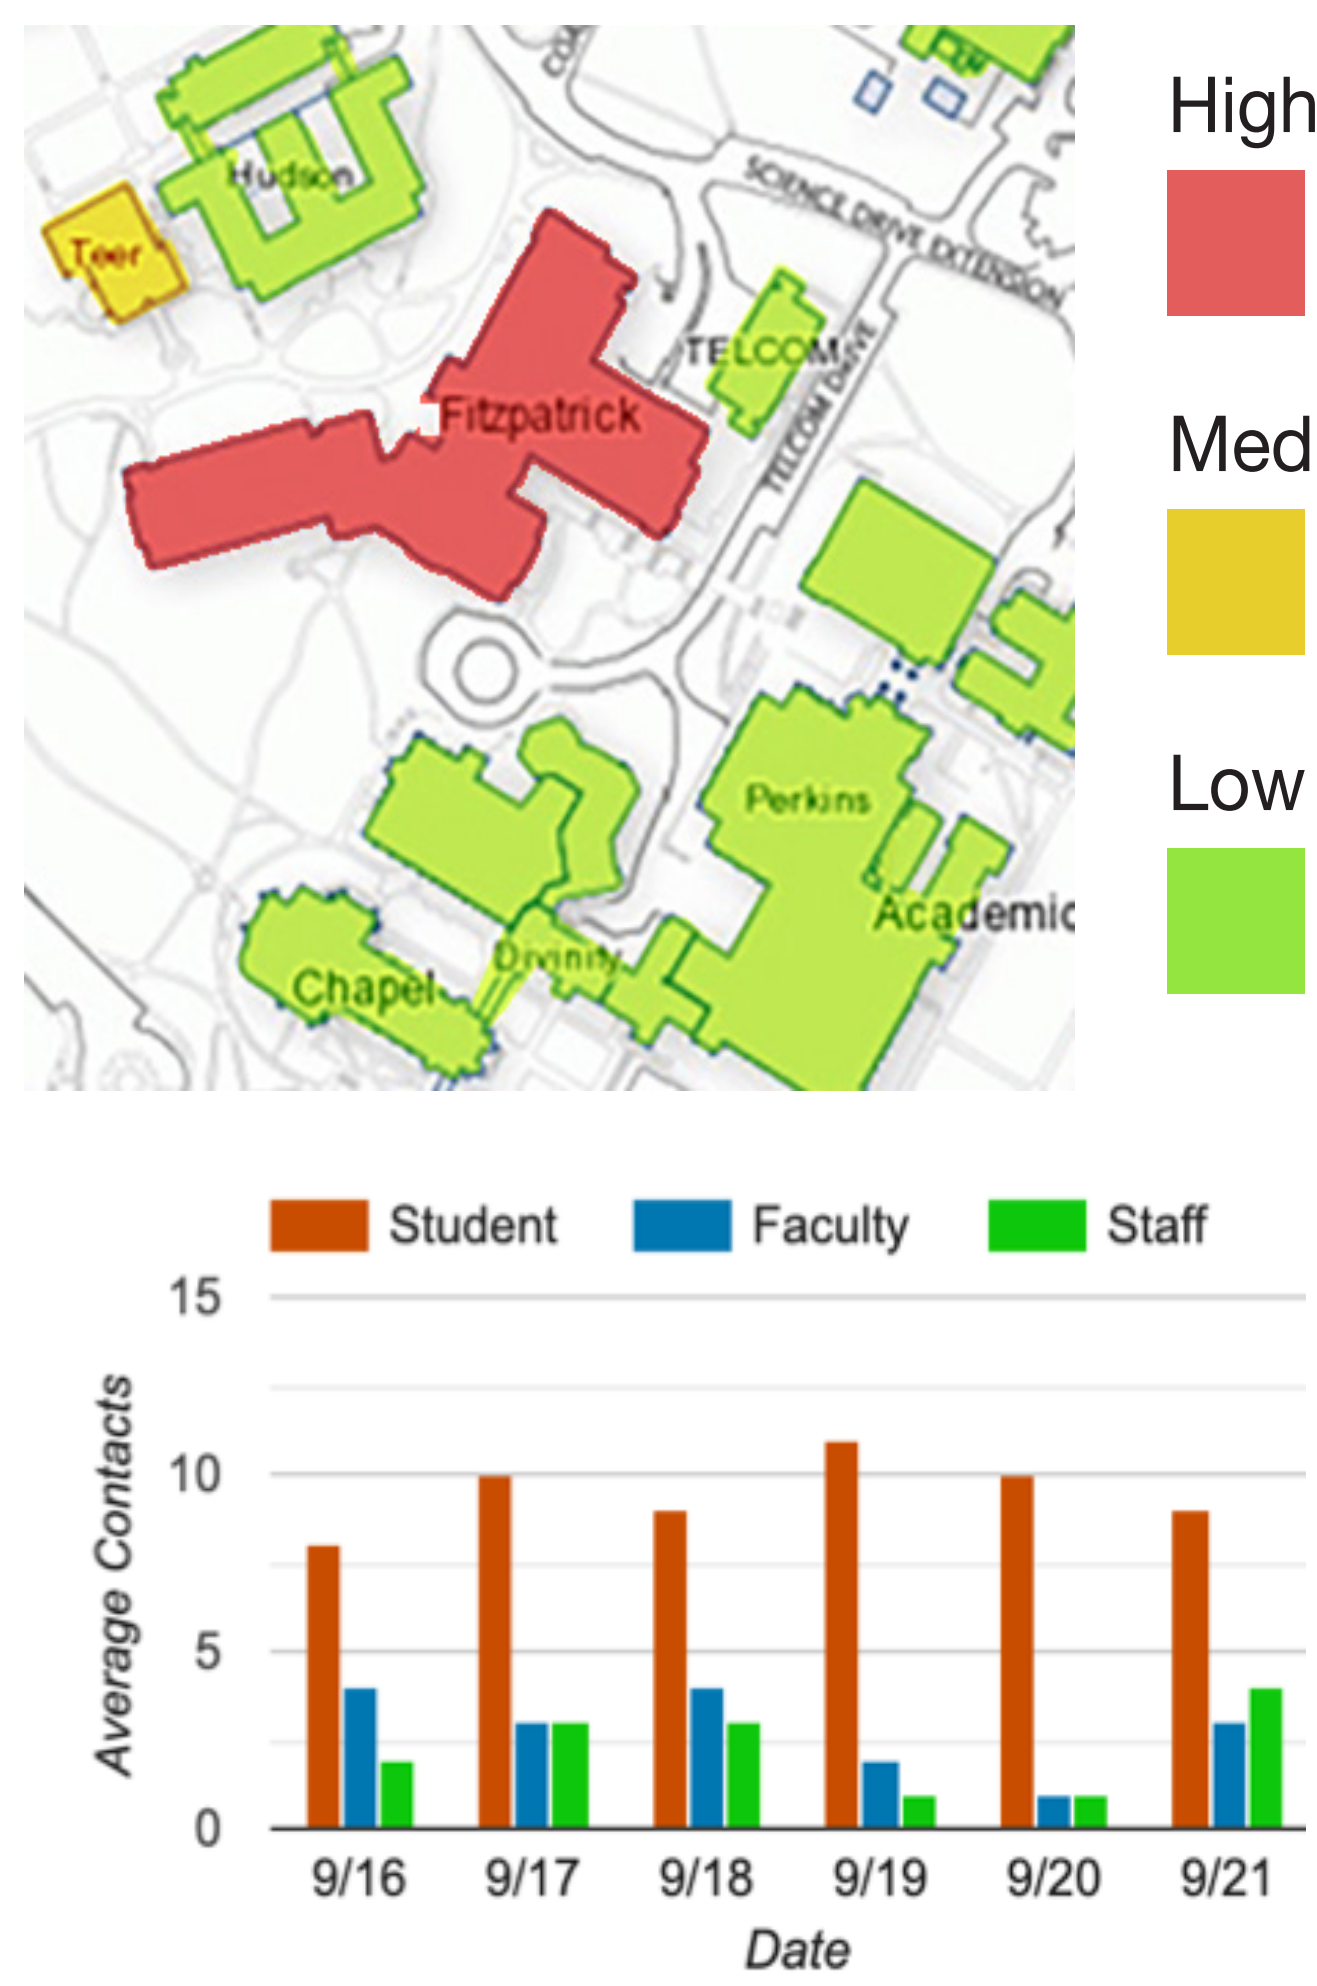 COA
SCIENCE DRIVE EXTENSION
Hudson
Teer
TELCOM
TELCOM DRIVE
Fitzpatrick
Perkins
Academic
Divinity
Chapel
High
Med
Low
Student Faculty Staff
15
10
5
0
Average Contacts
9/16 9/17 9/18 9/19 9/20 9/21
Date